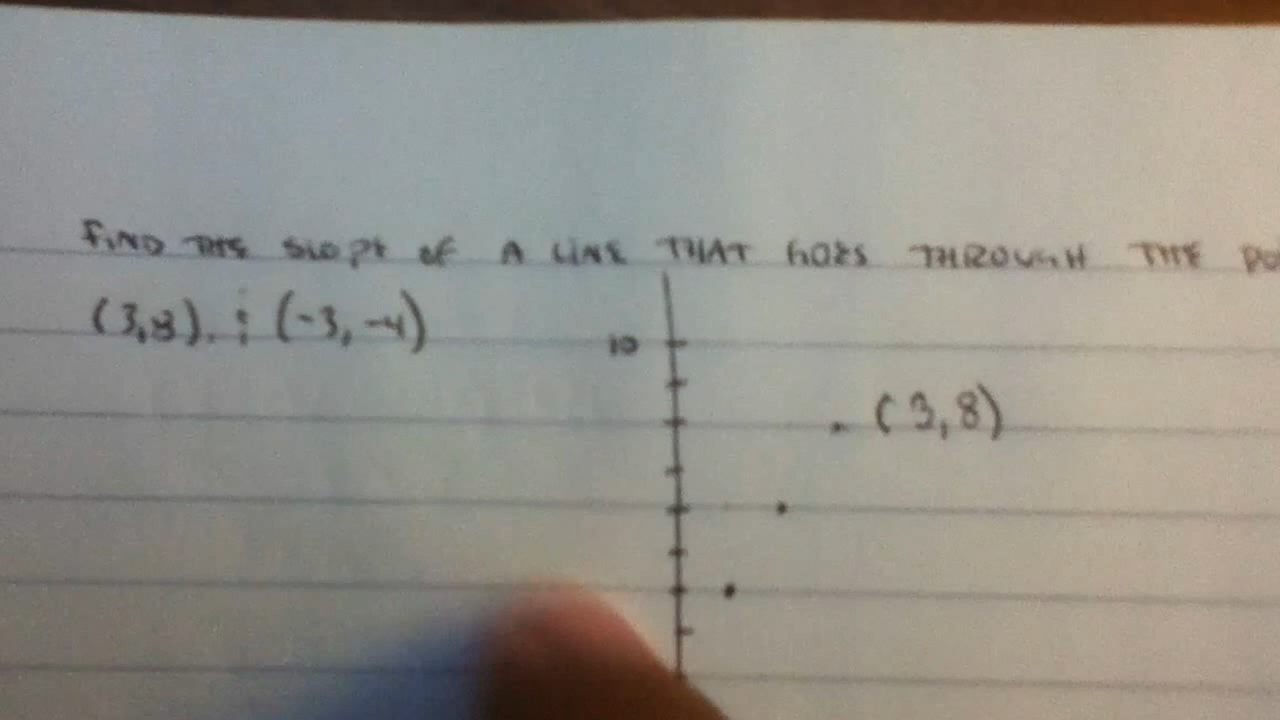 FIND THE SLOPE OF A LINE THAT GOES THROUGH THE
(3,8). ; (-3, -4)
10
(3,8)